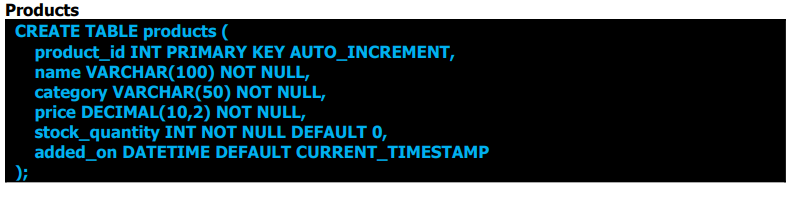 Products
CREATE TABLE products (
product_id INT PRIMARY KEY AUTO_INCREMENT,
name VARCHAR(100) NOT NULL,
category VARCHAR(50) NOT NULL,
price DECIMAL(10,2) NOT NULL,
stock_quantity INT NOT NULL DEFAULT 0,
added_on DATETIME DEFAULT CURRENT_TIMESTAMP
);